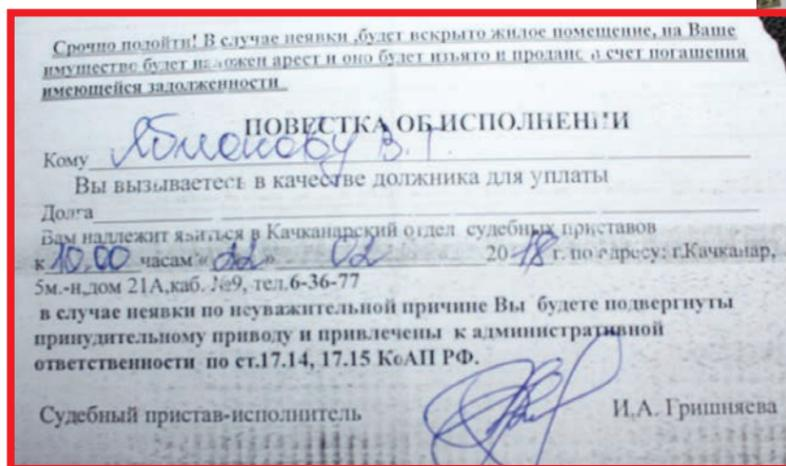 Срочно подойти! В случае неявки ,будет вскрыто жилое помещение, на Ваше
имущество будет наложен арест и оно будет изъято и продано в счет погашения
имеющейся задолженности
ПОВЕСТКА ОБ ИСПОЛНЕНИИ
Кому В.Г.
Вы вызываетесь в качестве должника для уплаты
Долга
Вам надлежит явиться в Качканарский отдел судебных приставов
к 10.00 часам «22» 02 2018 г. по адресу: г.Качканар,
5м.-н,дом 21А,каб. №9, тел.6-36-77
в случае неявки по неуважительной причине Вы будете подвергнуты
принудительному приводу и привлечены к административной
ответственности по ст.17.14, 17.15 КоАП РФ.
Судебный пристав-исполнитель И.А. Гришняева